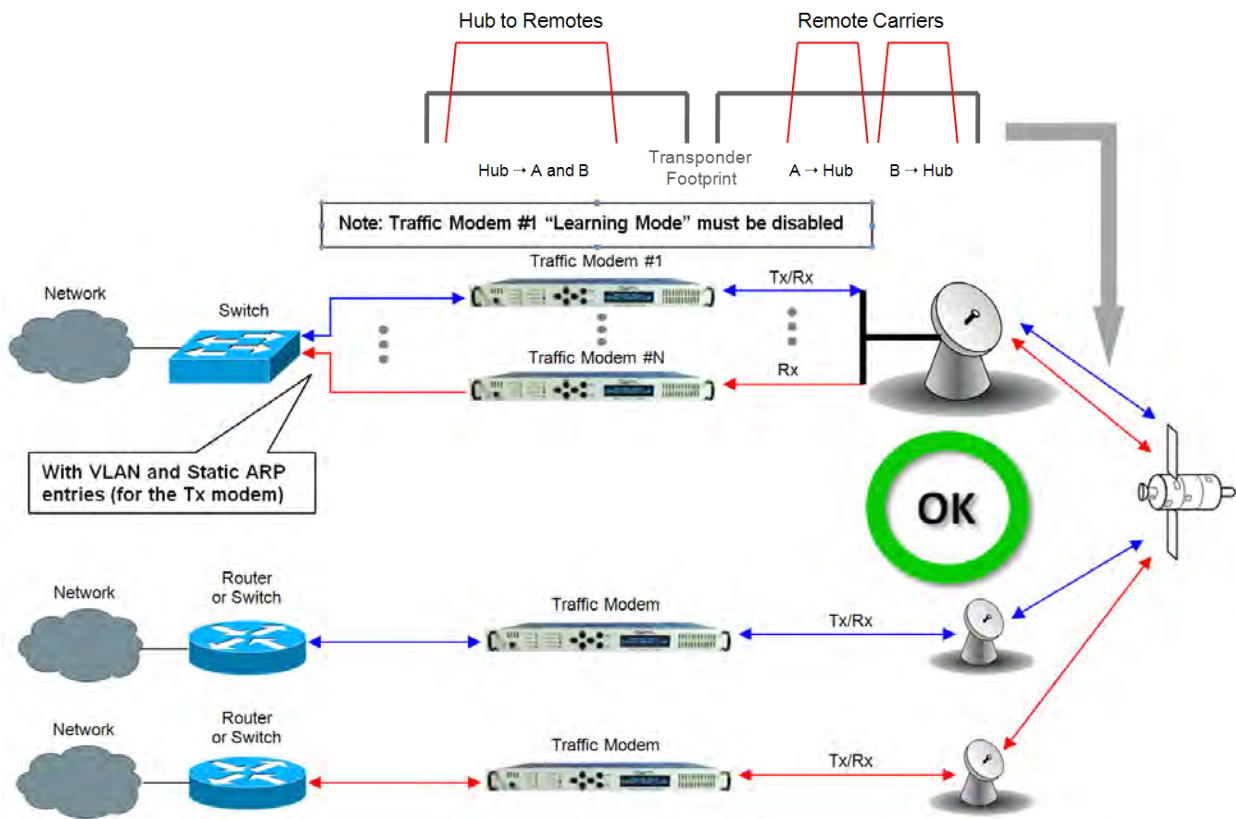 Hub to Remotes
Remote Carriers
Transponder
Footprint
Hub → A and B
A → Hub
B → Hub
Note: Traffic Modem #1 “Learning Mode” must be disabled
Traffic Modem #1
Tx/Rx
Network
Switch
Traffic Modem #N
Rx
With VLAN and Static ARP
entries (for the Tx modem)
OK
Network
Router
or Switch
Traffic Modem
Tx/Rx
Network
Router
or Switch
Traffic Modem
Tx/Rx